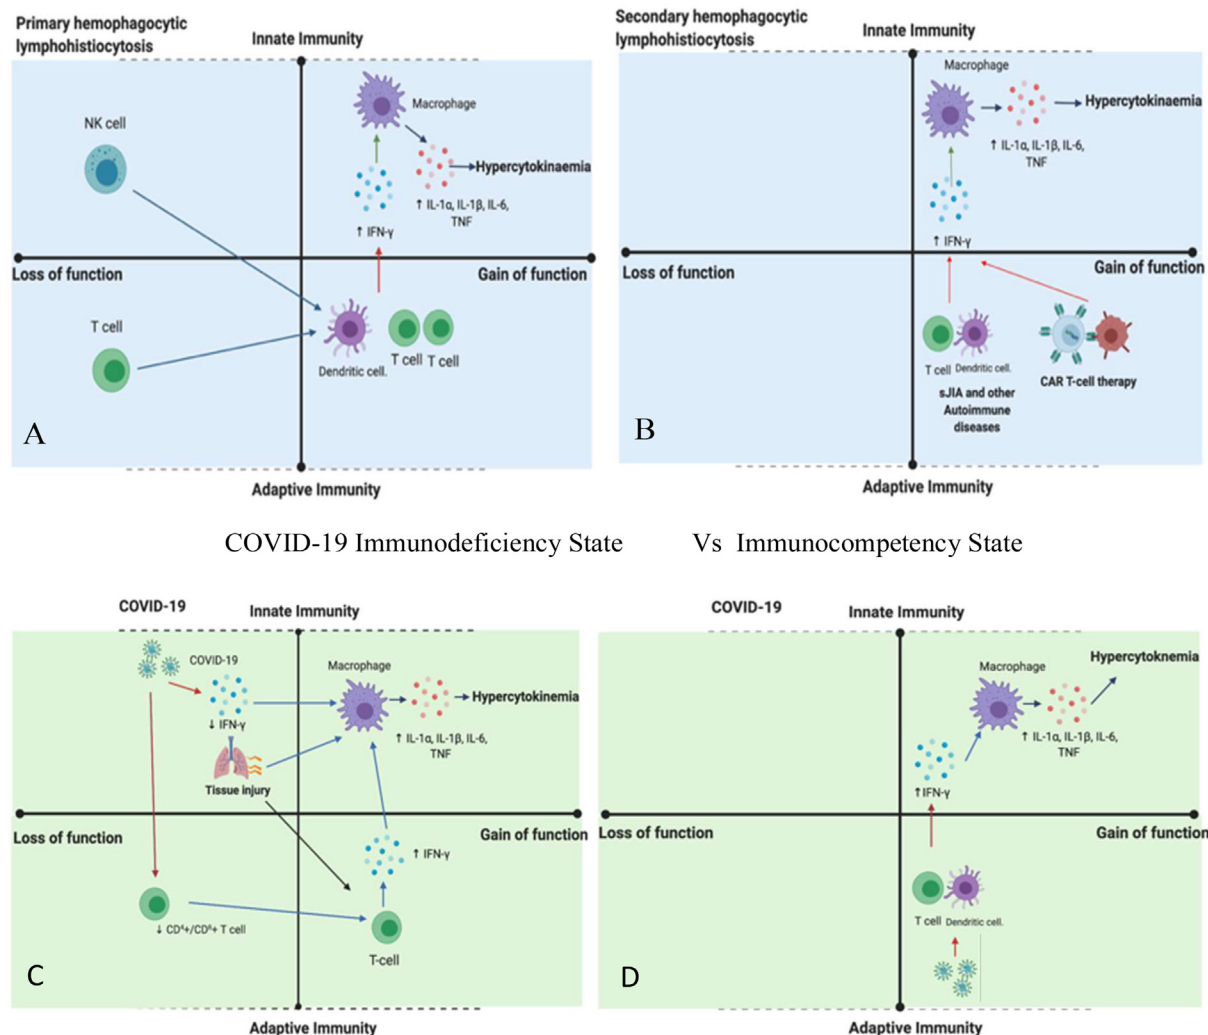 Primary hemophagocytic
lymphohistiocytosis
Innate Immunity
Macrophage
NK cell
Hypercytokinaemia
↑ IL-1α, IL-1β, IL-6,
TNF
↑ IFN-γ
Loss of function
Gain of function
T cell
Dendritic cell.
T cell
T cell
A
Adaptive Immunity
Secondary hemophagocytic
lymphohistiocytosis
Innate Immunity
Macrophage
Hypercytokinaemia
↑ IL-1α, IL-1β, IL-6,
TNF
↑ IFN-γ
Loss of function
Gain of function
T cell
Dendritic cell.
sJIA and other
Autoimmune
diseases
CAR T-cell therapy
B
Adaptive Immunity
COVID-19 Immunodeficiency State Vs Immunocompetency State
COVID-19
Innate Immunity
COVID-19
Macrophage
Hypercytokinemia
↓ IFN-γ
↑ IL-1α, IL-1β, IL-6,
TNF
Tissue injury
Loss of function
Gain of function
↑ IFN-γ
↓ CD⁴+/CD⁸+ T cell
T-cell
C
Adaptive Immunity
COVID-19
Innate Immunity
Hypercytoknemia
Macrophage
↑ IL-1α, IL-1β, IL-6,
TNF
↑IFN-γ
Loss of function
Gain of function
T cell
Dendritic cell.
D
Adaptive Immunity